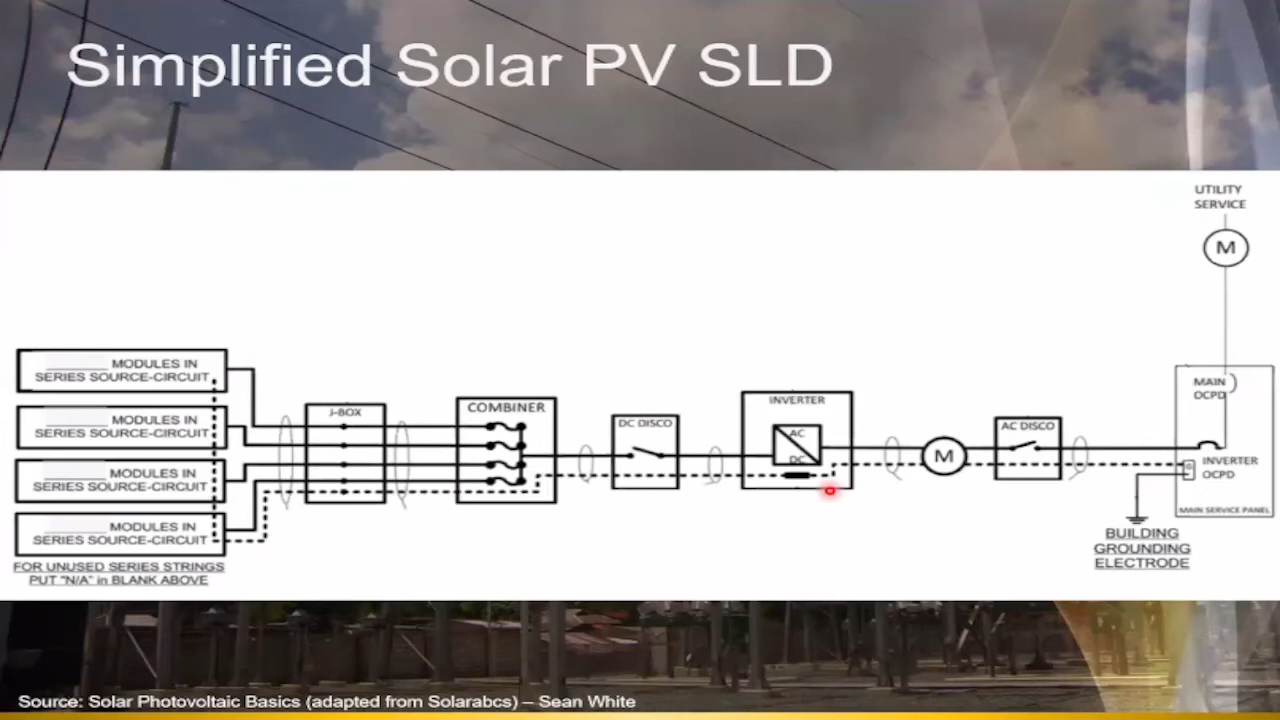 Simplified Solar PV SLD
UTILITY
SERVICE
M
_______ MODULES IN
SERIES SOURCE-CIRCUIT
_______ MODULES IN
SERIES SOURCE-CIRCUIT
_______ MODULES IN
SERIES SOURCE-CIRCUIT
_______ MODULES IN
SERIES SOURCE-CIRCUIT
FOR UNUSED SERIES STRINGS
PUT "N/A" in BLANK ABOVE
J-BOX
COMBINER
DC DISCO
INVERTER
AC
DC
M
AC DISCO
MAIN
OCPD
INVERTER
OCPD
MAIN SERVICE PANEL
BUILDING
GROUNDING
ELECTRODE
Source: Solar Photovoltaic Basics (adapted from Solarabcs) – Sean White